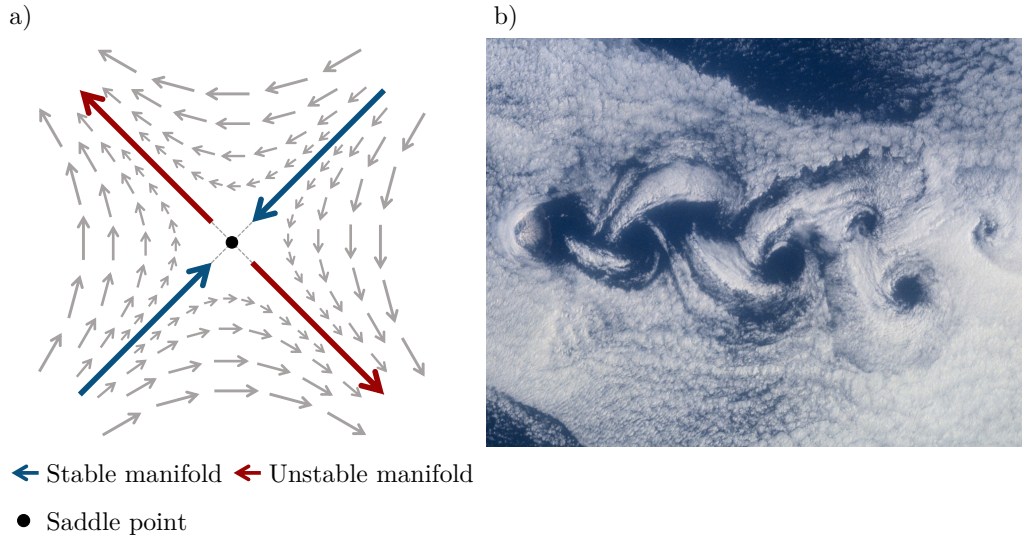 a)
b)
Stable manifold
Unstable manifold
Saddle point